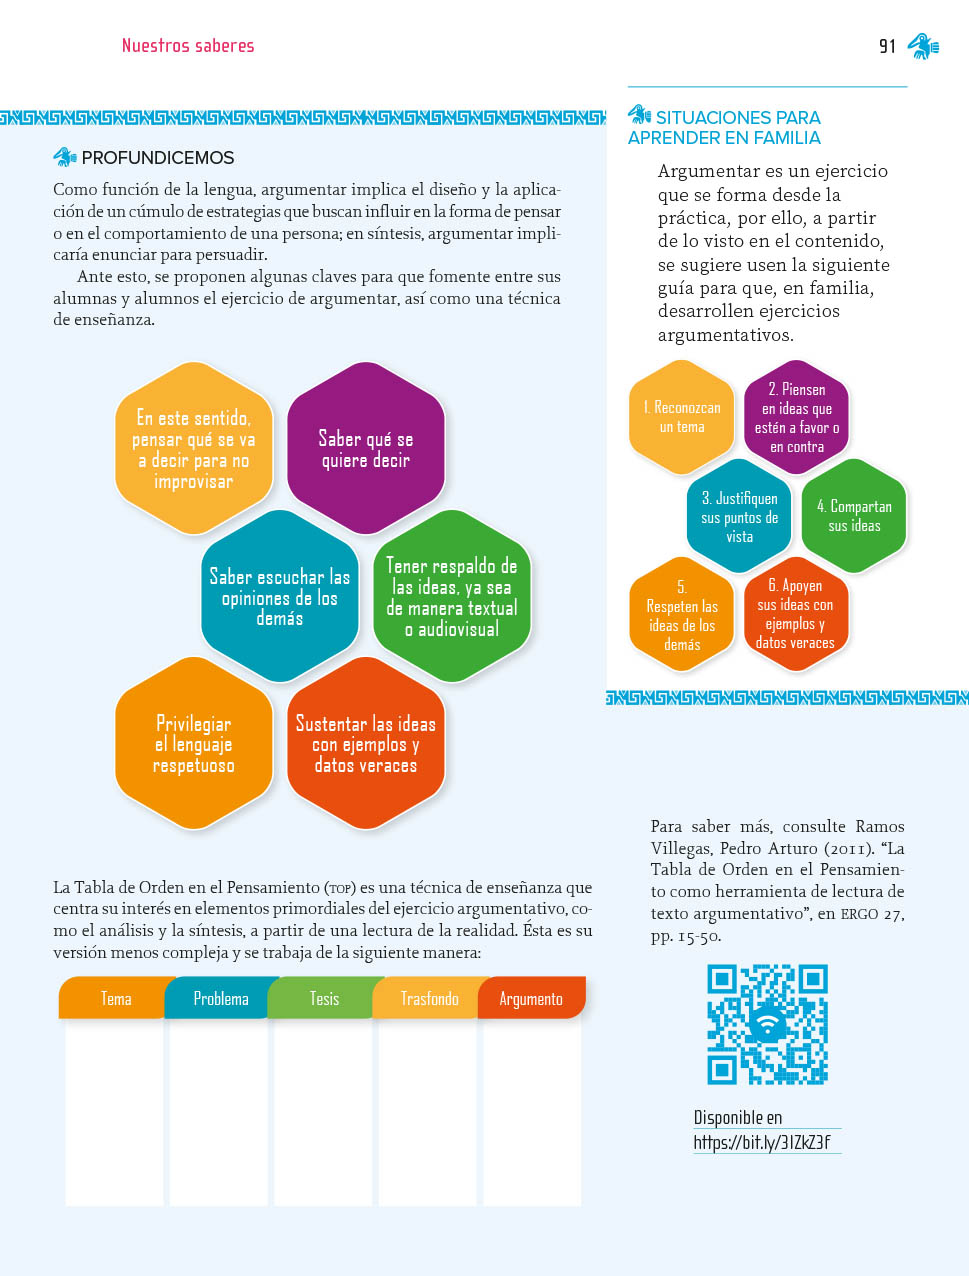 Nuestros saberes
91
PROFUNDICEMOS
Como función de la lengua, argumentar implica el diseño y la aplica-
ción de un cúmulo de estrategias que buscan influir en la forma de pensar
o en el comportamiento de una persona; en síntesis, argumentar impli-
caría enunciar para persuadir.
Ante esto, se proponen algunas claves para que fomente entre sus
alumnas y alumnos el ejercicio de argumentar, así como una técnica
de enseñanza.
En este sentido,
pensar qué se va
a decir para no
improvisar
Saber qué se
quiere decir
Saber escuchar las
opiniones de los
demás
Tener respaldo de
las ideas, ya sea
de manera textual
o audiovisual
Privilegiar
el lenguaje
respetuoso
Sustentar las ideas
con ejemplos y
datos veraces
La Tabla de Orden en el Pensamiento (TOP) es una técnica de enseñanza que
centra su interés en elementos primordiales del ejercicio argumentativo, co-
mo el análisis y la síntesis, a partir de una lectura de la realidad. Ésta es su
versión menos compleja y se trabaja de la siguiente manera:
Tema
Problema
Tesis
Trasfondo
Argumento
SITUACIONES PARA
APRENDER EN FAMILIA
Argumentar es un ejercicio
que se forma desde la
práctica, por ello, a partir
de lo visto en el contenido,
se sugiere usen la siguiente
guía para que, en familia,
desarrollen ejercicios
argumentativos.
1. Reconozcan
un tema
2. Piensen
en ideas que
estén a favor o
en contra
3. Justifiquen
sus puntos de
vista
4. Compartan
sus ideas
5.
Respeten las
ideas de los
demás
6. Apoyen
sus ideas con
ejemplos y
datos veraces
Para saber más, consulte Ramos
Villegas, Pedro Arturo (2011). “La
Tabla de Orden en el Pensamien-
to como herramienta de lectura de
texto argumentativo”, en ERGO 27,
pp. 15-50.
Disponible en
https://bit.ly/3IZkZ3f